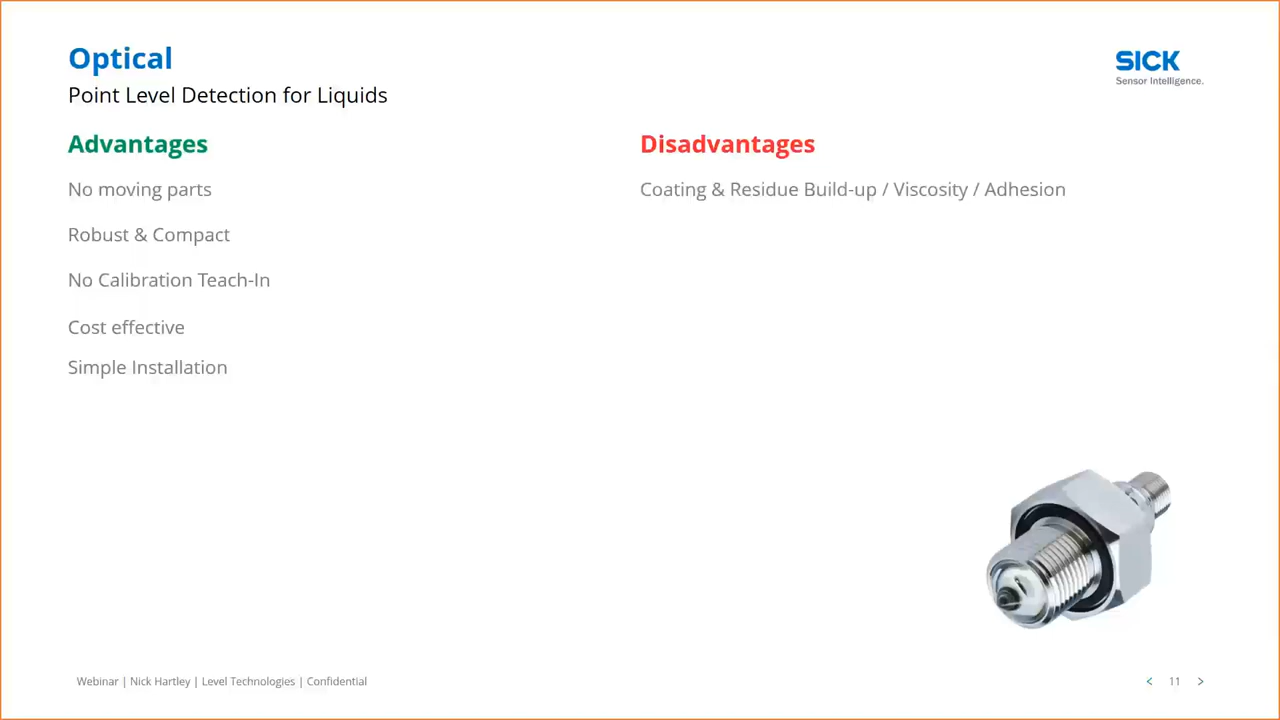 Optical
SICK
Sensor Intelligence.
Point Level Detection for Liquids
Advantages
No moving parts
Robust & Compact
No Calibration Teach-In
Cost effective
Simple Installation
Disadvantages
Coating & Residue Build-up / Viscosity / Adhesion
Webinar | Nick Hartley | Level Technologies | Confidential
< 11 >